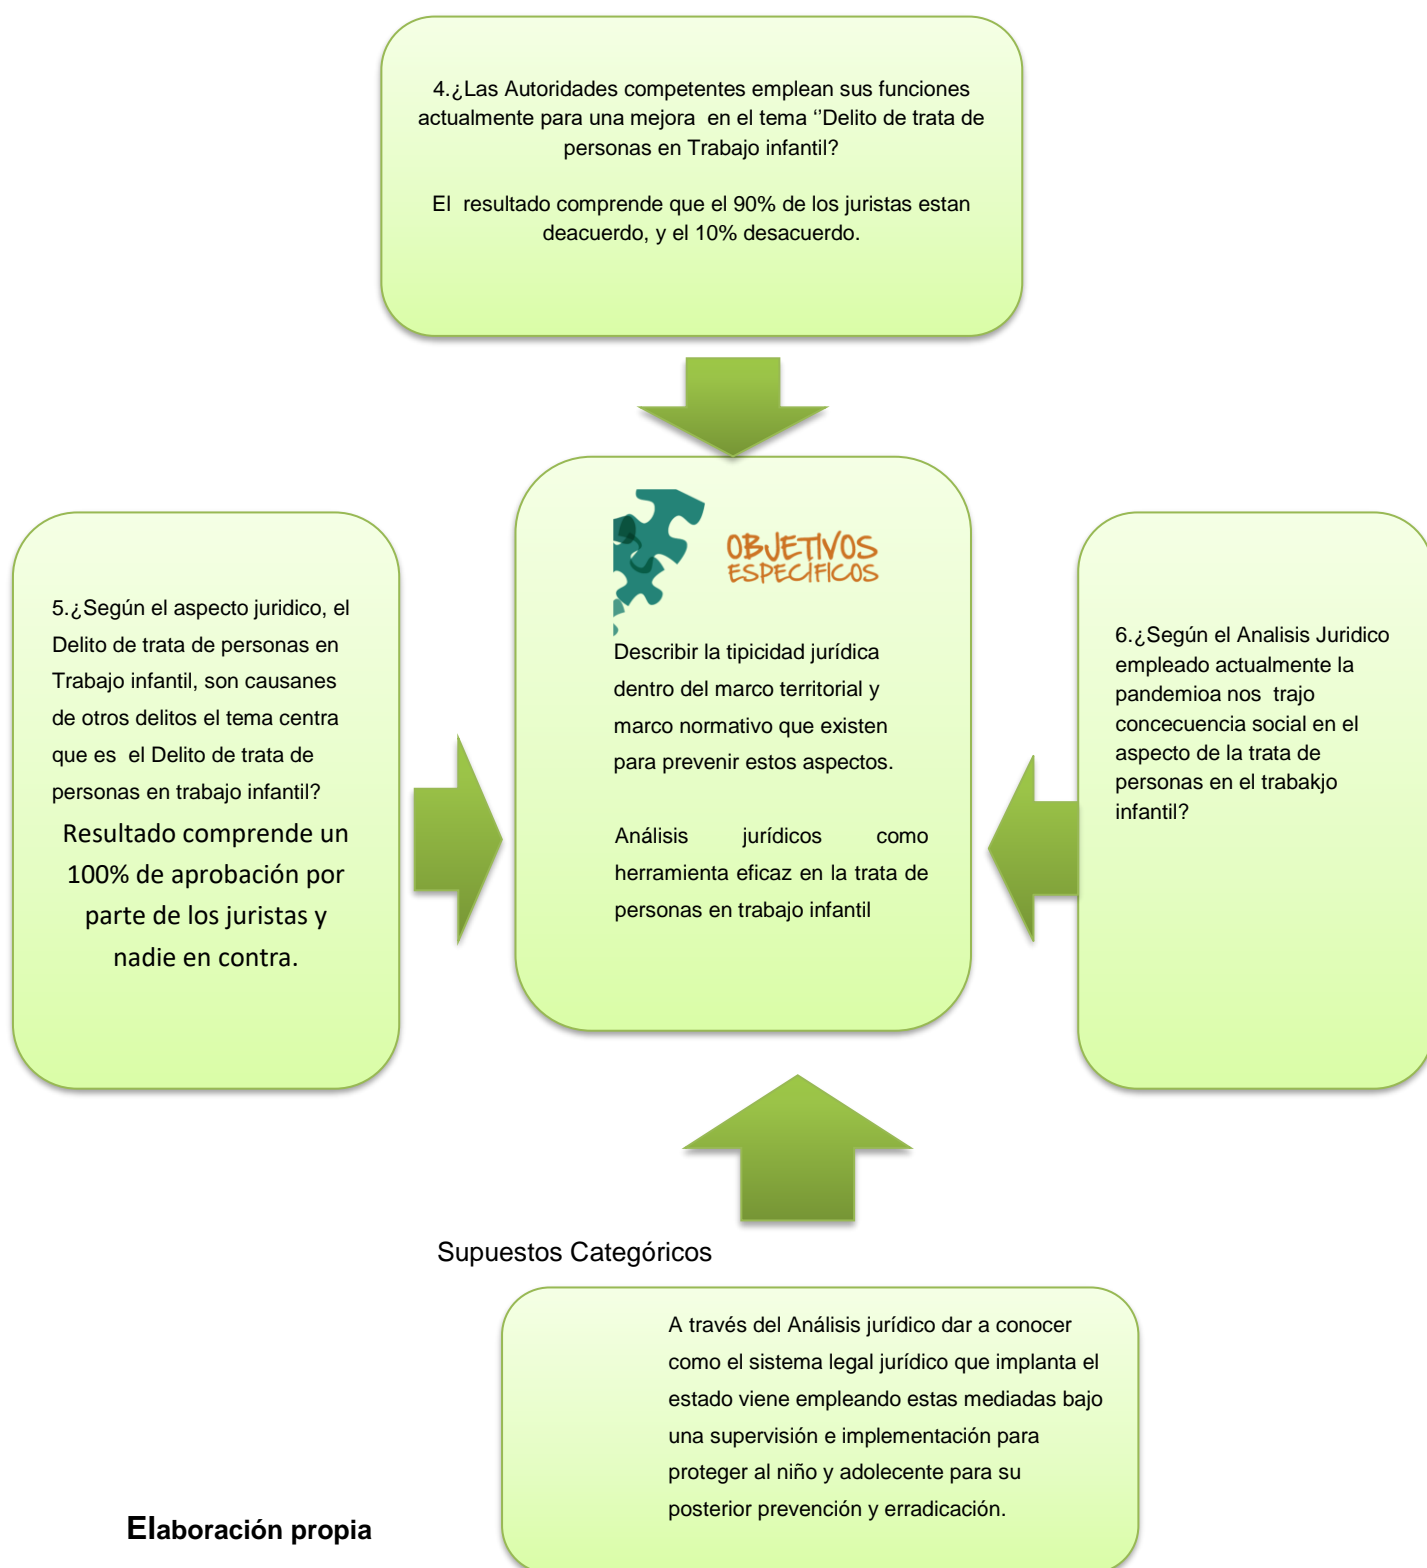 4.¿Las Autoridades competentes emplean sus funciones
actualmente para una mejora  en el tema ‘’Delito de trata de
personas en Trabajo infantil?
El  resultado comprende que el 90% de los juristas estan
deacuerdo, y el 10% desacuerdo.
5.¿Según el aspecto juridico, el
Delito de trata de personas en
Trabajo infantil, son causanes
de otros delitos el tema centra
que es  el Delito de trata de
personas en trabajo infantil?
Resultado comprende un
100% de aprobación por
parte de los juristas y
nadie en contra.
OBJETIVOS
ESPECÍFICOS
Describir la tipicidad jurídica
dentro del marco territorial y
marco normativo que existen
para prevenir estos aspectos.
Análisis jurídicos como
herramienta eficaz en la trata de
personas en trabajo infantil
6.¿Según el Analisis Juridico
empleado actualmente la
pandemioa nos  trajo
concecuencia social en el
aspecto de la trata de
personas en el trabakjo
infantil?
Supuestos Categóricos
A través del Análisis jurídico dar a conocer
como el sistema legal jurídico que implanta el
estado viene empleando estas mediadas bajo
una supervisión e implementación para
proteger al niño y adolecente para su
posterior prevención y erradicación.
Elaboración propia